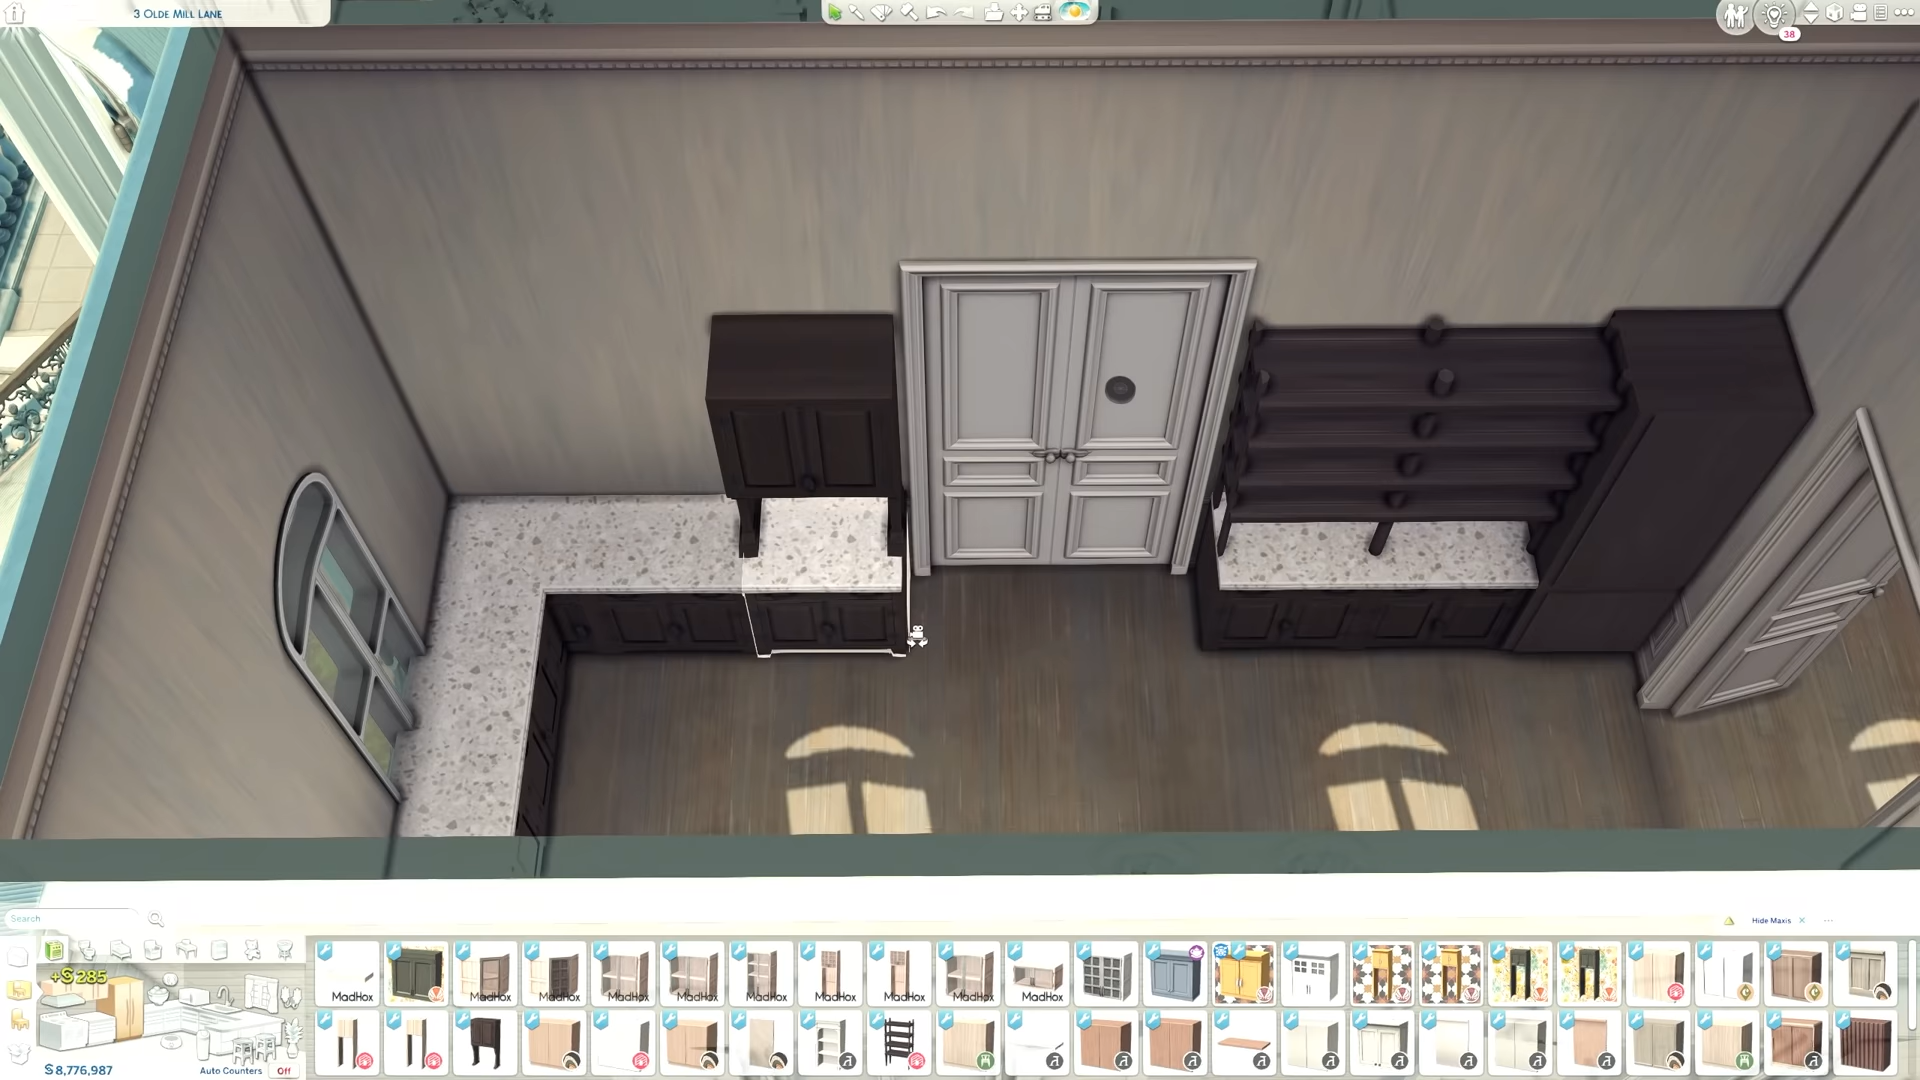 3 Olde Mill Lane
38
Search
Hide Maxis
+§285
MadHox MadHox MadHox MadHox MadHox MadHox MadHox MadHox MadHox MadHox
§8,776,987
Auto Counters Off